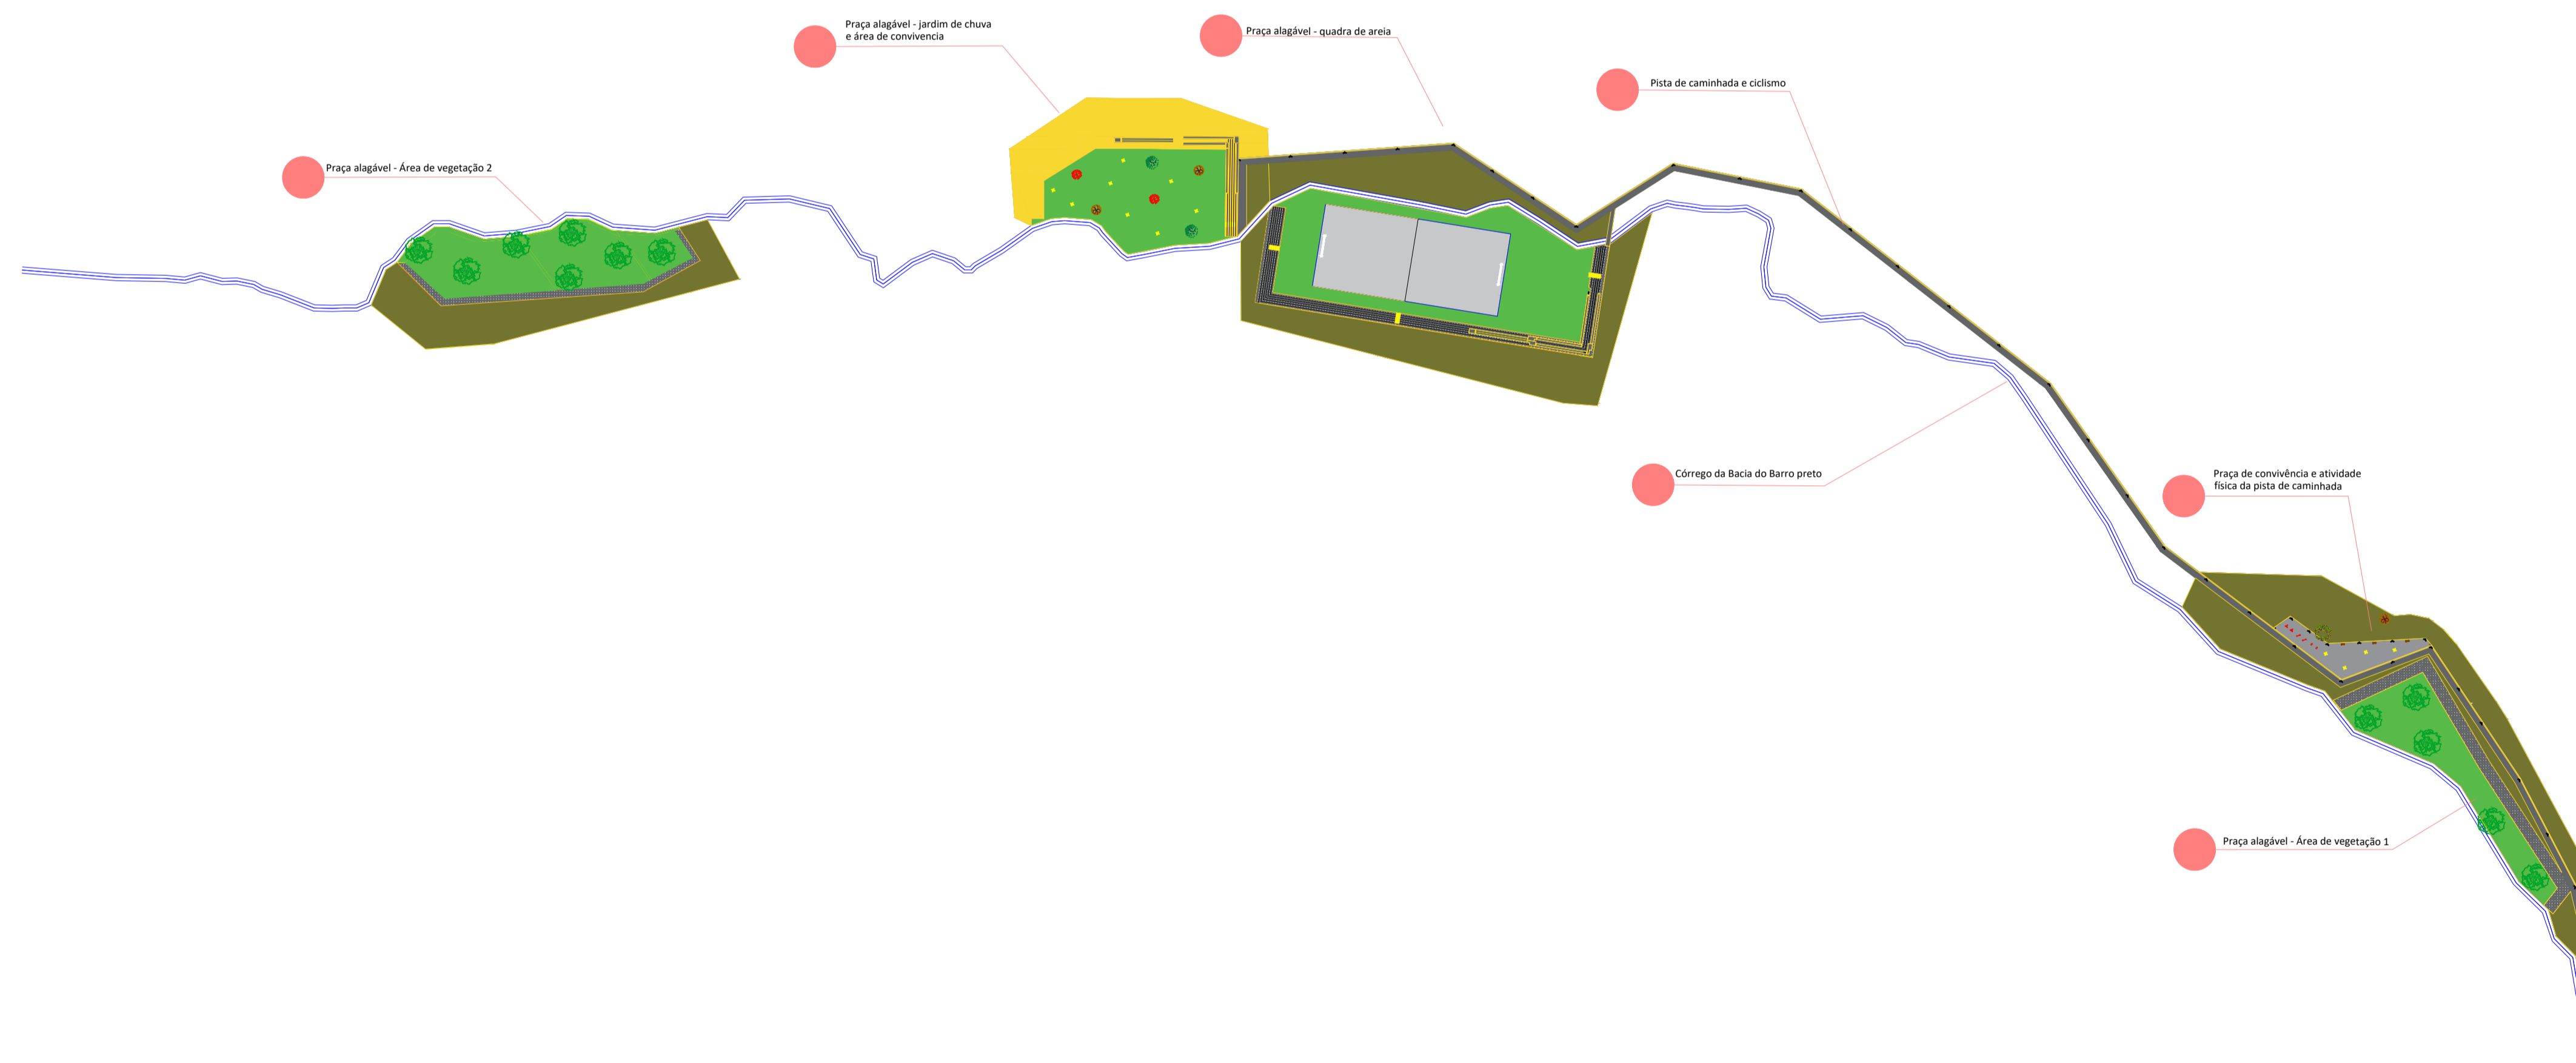 Praça alagável - jardim de chuva
e área de convivencia
Praça alagável - quadra de areia
Pista de caminhada e ciclismo
Praça alagável - Área de vegetação 2
Córrego da Bacia do Barro preto
Praça de convivência e atividade
física da pista de caminhada
Praça alagável - Área de vegetação 1